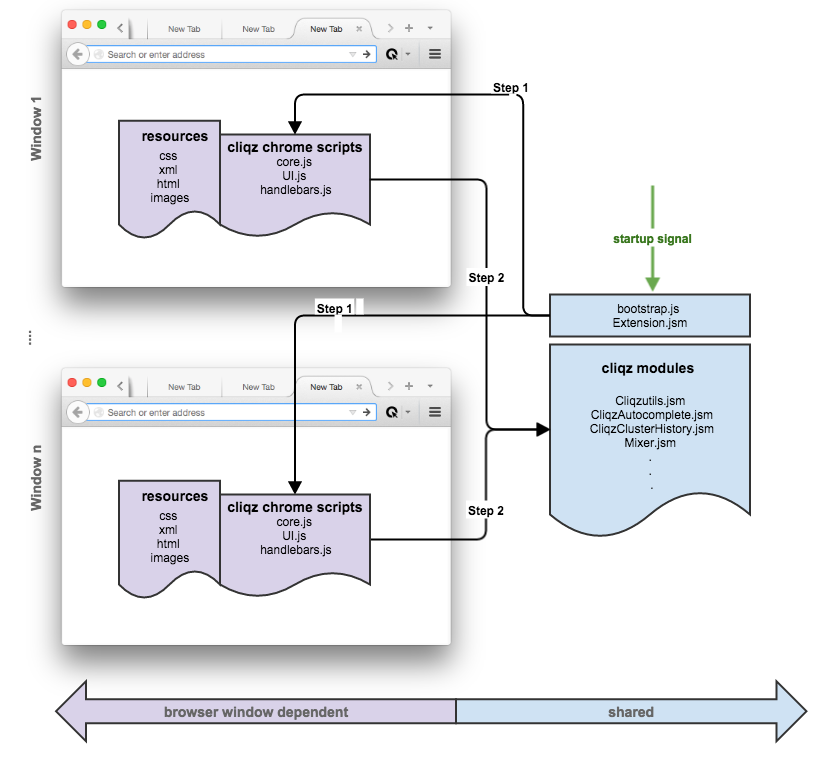 Window 1
New Tab
New Tab
New Tab
Search or enter address
resources
css
xml
html
images
cliqz chrome scripts
core.js
UI.js
handlebars.js
Step 1
Step 2
startup signal
bootstrap.js
Extension.jsm
Step 1
cliqz modules
Cliqzutils.jsm
CliqzAutocomplete.jsm
CliqzClusterHistory.jsm
Mixer.jsm
.
.
.
....
Window n
New Tab
New Tab
New Tab
Search or enter address
resources
css
xml
html
images
cliqz chrome scripts
core.js
UI.js
handlebars.js
Step 2
browser window dependent
shared